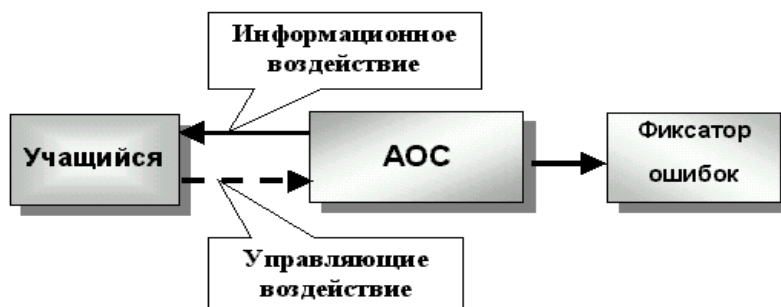 Информационное
воздействие
Учащийся
АОС
Фиксатор
ошибок
Управляющие
воздействие